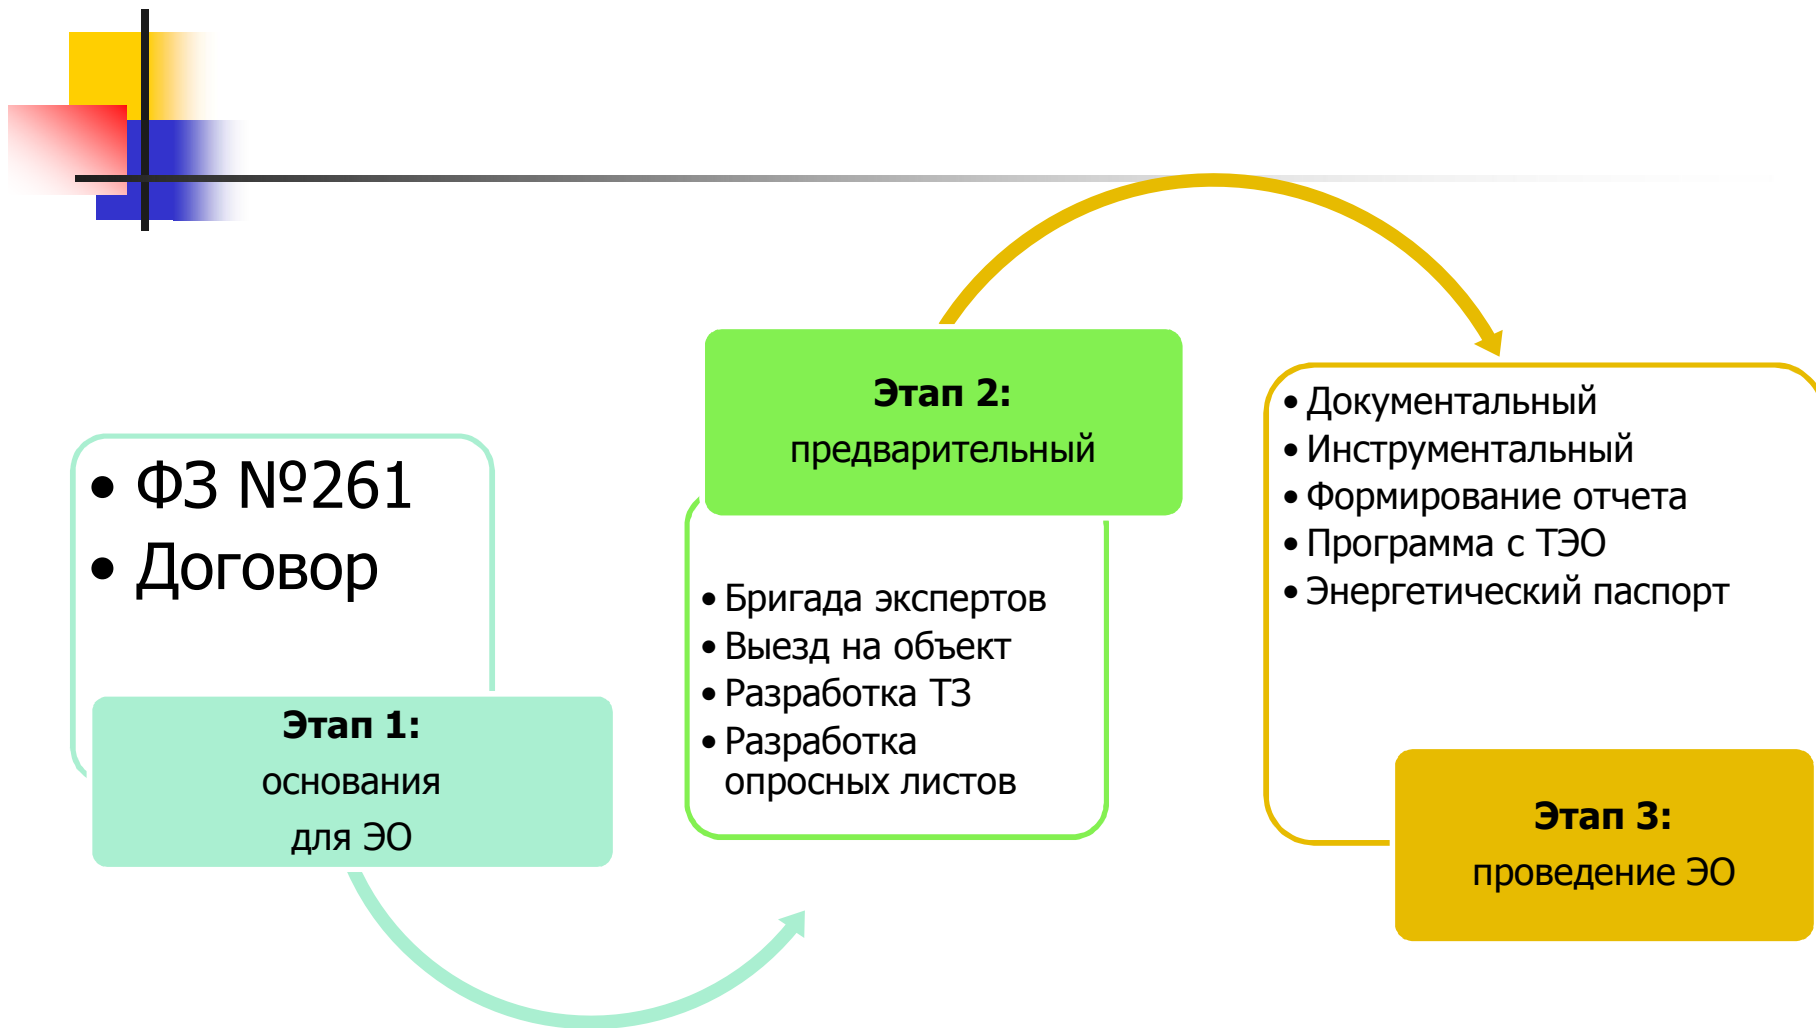 • ФЗ №261
• Договор
Этап 1:
основания
для ЭО
Этап 2:
предварительный
• Бригада экспертов
• Выезд на объект
• Разработка ТЗ
• Разработка
опросных листов
• Документальный
• Инструментальный
• Формирование отчета
• Программа с ТЭО
• Энергетический паспорт
Этап 3:
проведение ЭО